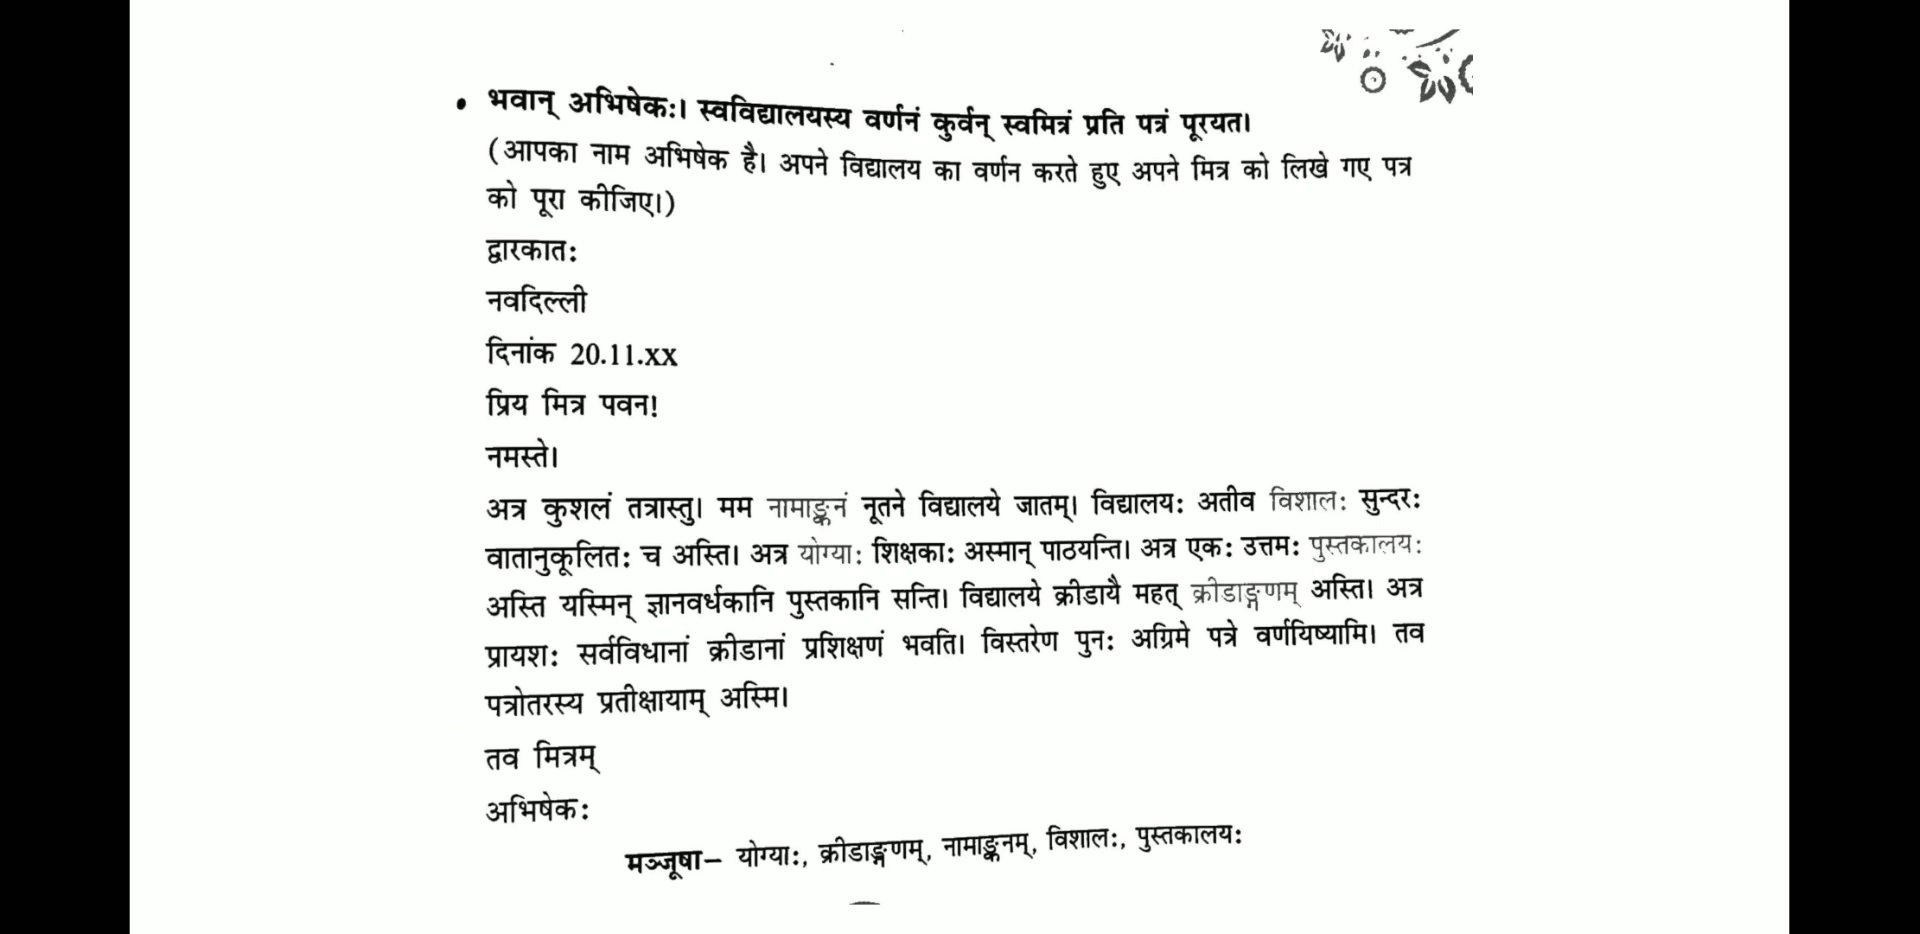 • भवान् अभिषेकः। स्वविद्यालयस्य वर्णनं कुर्वन् स्वमित्रं प्रति पत्रं पूरयत।
(आपका नाम अभिषेक है। अपने विद्यालय का वर्णन करते हुए अपने मित्र को लिखे गए पत्र
को पूरा कीजिए।)
द्वारकातः
नवदिल्ली
दिनांक 20.11.xx
प्रिय मित्र पवन!
नमस्ते।
अत्र कुशलं तत्रास्तु। मम नामाङ्कनं नूतने विद्यालये जातम्। विद्यालयः अतीव विशालः सुन्दरः
वातानुकूलितः च अस्ति। अत्र योग्याः शिक्षकाः अस्मान् पाठयन्ति। अत्र एकः उत्तमः पुस्तकालयः
अस्ति यस्मिन् ज्ञानवर्धकानि पुस्तकानि सन्ति। विद्यालये क्रीडायै महत् क्रीडाङ्गणम् अस्ति। अत्र
प्रायशः सर्वविधानां क्रीडानां प्रशिक्षणं भवति। विस्तरेण पुनः अग्रिमे पत्रे वर्णयिष्यामि। तव
पत्रोतरस्य प्रतीक्षायाम् अस्मि।
तव मित्रम्
अभिषेकः
मञ्जूषा– योग्याः, क्रीडाङ्गणम्, नामाङ्कनम्, विशालः, पुस्तकालयः